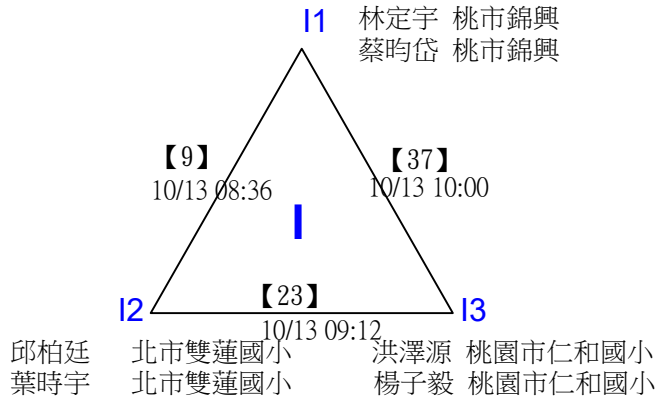 I1 林定宇 桃市錦興
蔡昀岱 桃市錦興
【9】 【37】
10/13 08:36 10/13 10:00
I
I2 【23】 I3
10/13 09:12
邱柏廷 北市雙蓮國小 洪澤源 桃園市仁和國小
葉時宇 北市雙蓮國小 楊子毅 桃園市仁和國小